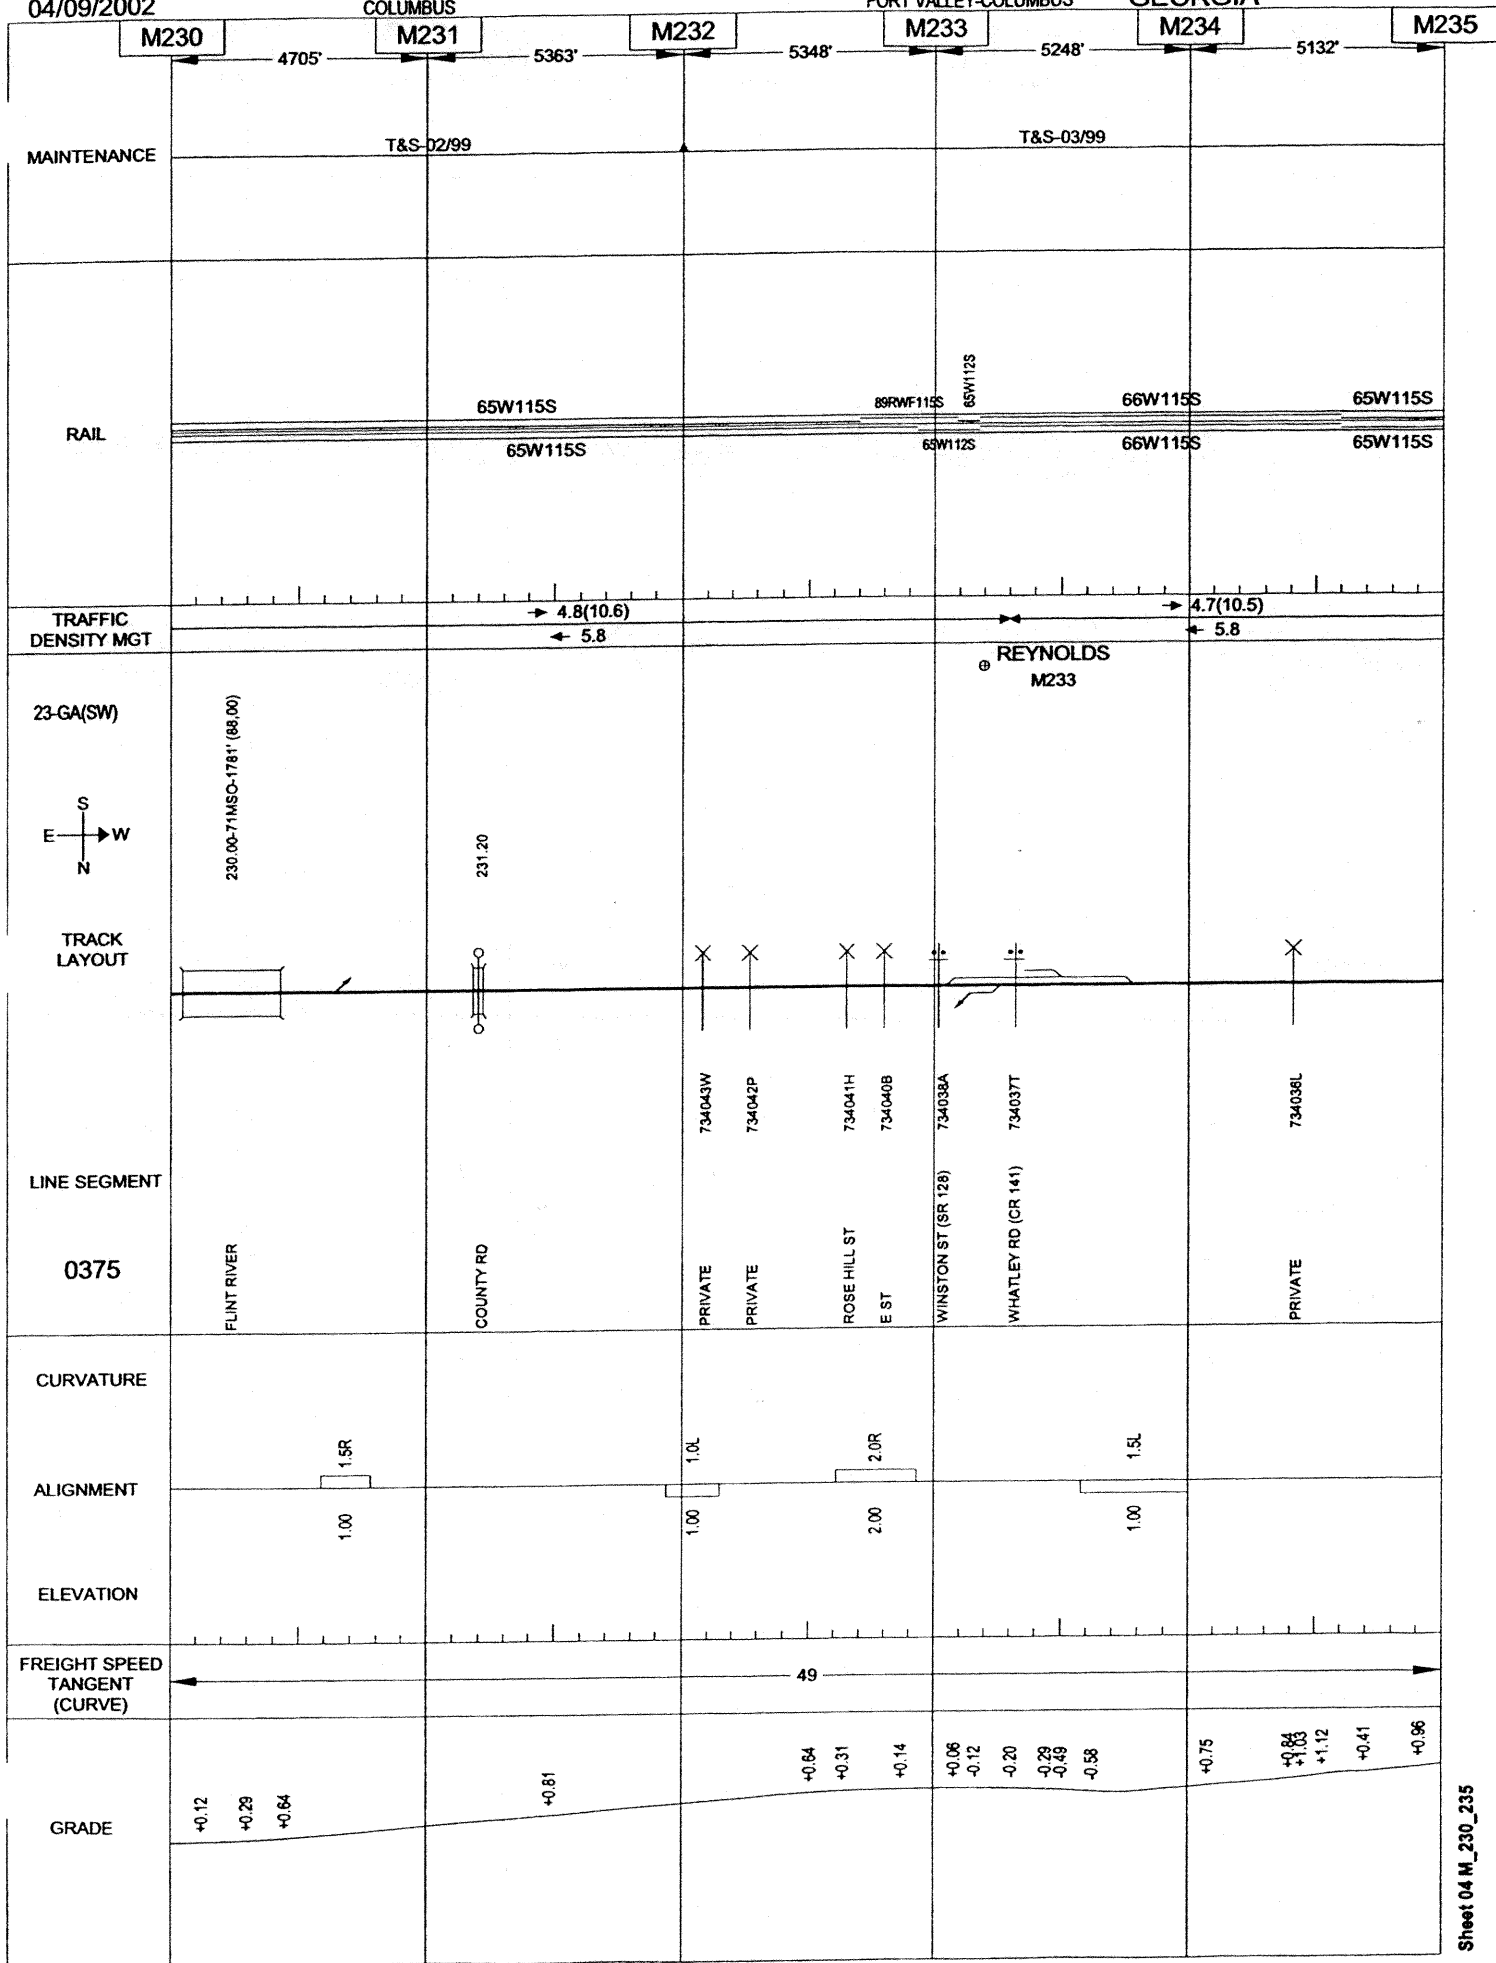 04/09/2002 COLUMBUS FORT VALLEY-COLUMBUS GEORGIA
M230 M231 M232 M233 M234 M235
4705' 5363' 5348' 5248' 5132'
MAINTENANCE
T&S-02/99 T&S-03/99
RAIL
65W115S 89RWF115S 65W112S 66W115S 65W115S
65W115S 65W112S 66W115S 65W115S
TRAFFIC
DENSITY MGT
4.8(10.6) 4.7(10.5)
5.8 5.8
REYNOLDS
M233
23-GA(SW)
S
E W
N
230.00-71MSO-1781' (88,00)
231.20
TRACK
LAYOUT
734043W
734042P
734041H
734040B
734038A
734037T
734036L
LINE SEGMENT
0375
FLINT RIVER
COUNTY RD
PRIVATE
PRIVATE
ROSE HILL ST
E ST
WINSTON ST (SR 128)
WHATLEY RD (CR 141)
PRIVATE
CURVATURE
1.5R 1.0L 2.0R 1.5L
ALIGNMENT
1.00 1.00 2.00 1.00
ELEVATION
FREIGHT SPEED
TANGENT
(CURVE)
49
GRADE
+0.12
+0.29
+0.64
+0.81
+0.64
+0.31
+0.14
+0.06
-0.12
-0.20
-0.29
-0.49
-0.58
+0.75
+0.84
+1.03
+1.12
+0.41
+0.96
Sheet 04 M_230_235